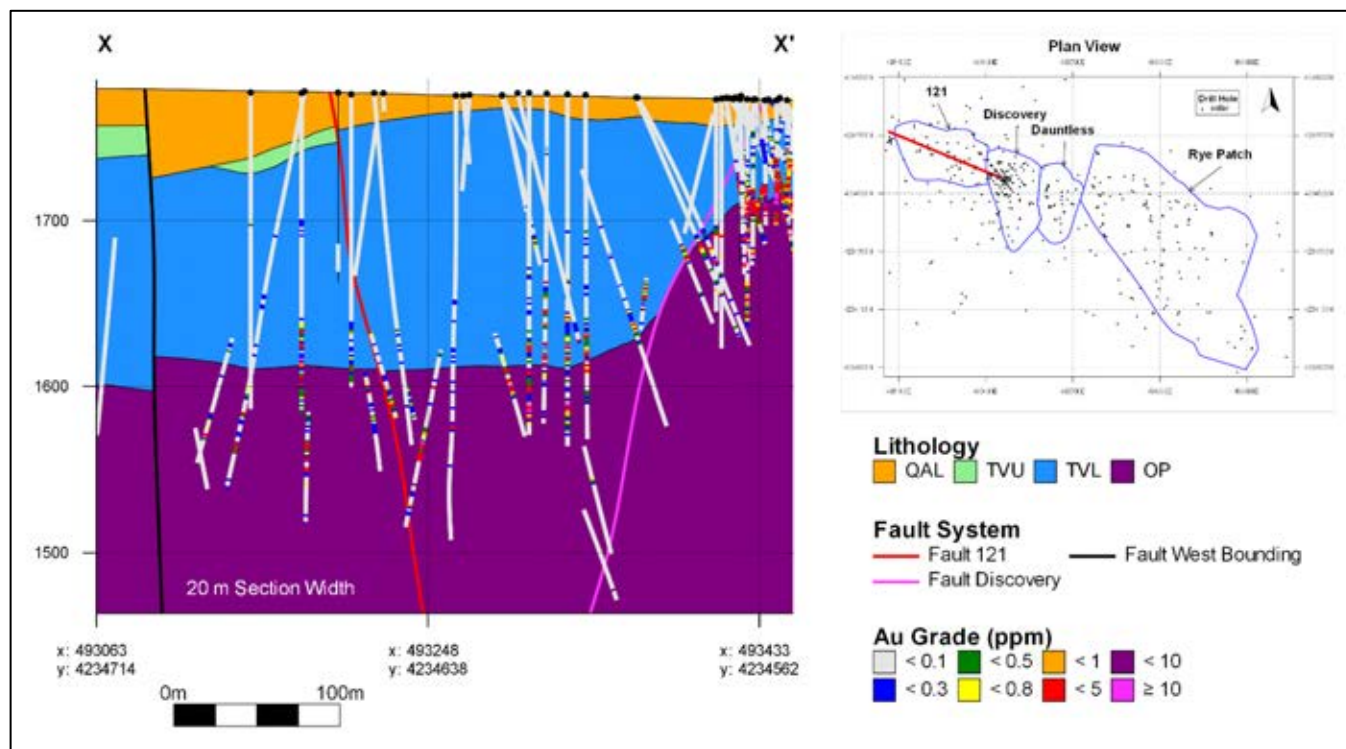 X
X'
1700
1600
1500
20 m Section Width
x: 493063
y: 4234714
x: 493248
y: 4234638
x: 493433
y: 4234562
0m
100m
Plan View
121
Discovery
Dauntless
Rye Patch
Drill Hole
Lithology
QAL
TVU
TVL
OP
Fault System
Fault 121
Fault West Bounding
Fault Discovery
Au Grade (ppm)
< 0.1
< 0.5
< 1
< 10
< 0.3
< 0.8
< 5
≥ 10